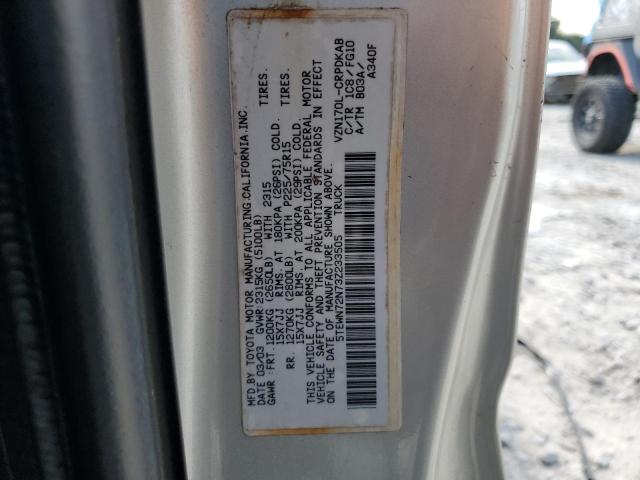 MFD.BY TOYOTA MOTOR MANUFACTURING.CALIFORNIA.INC.
DATE 03/03 GVWR:2315KG(5100LB)
GAWR:FRT.1200KG(2650LB) WITH 2315 TIRES.
15X7JJ RIMS. AT 180KPA(26PSI)COLD.
RR. 1270KG(2800LB) WITH P225/75R15 TIRES.
15X7JJ RIMS. AT 200KPA(29PSI)COLD.
THIS VEHICLE CONFORMS TO ALL APPLICABLE FEDERAL MOTOR
VEHICLE SAFETY AND THEFT PREVENTION STANDARDS IN EFFECT
ON THE DATE OF MANUFACTURE SHOWN ABOVE.
5TEWN72N73Z233505 TRUCK
VZN170L-CRPDKAB
C/TR 1C8/FG10
A/TM B03A/
A340F